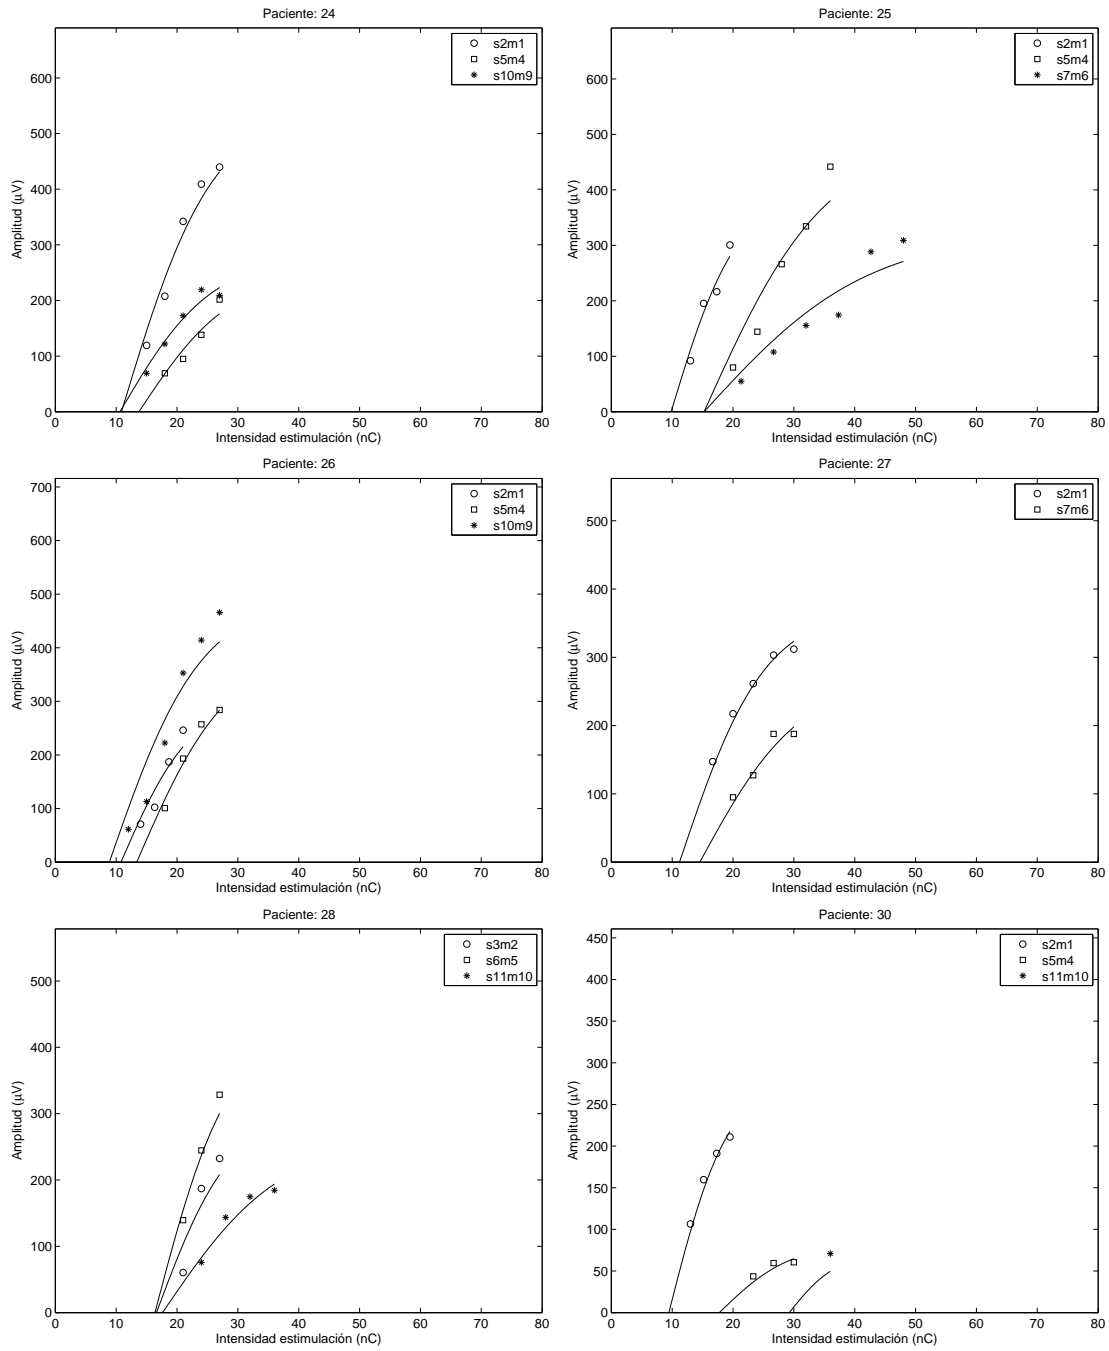 Paciente: 24
s2m1
s5m4
s10m9
600
500
400
300
200
100
0
Amplitud (µV)
0 10 20 30 40 50 60 70 80
Intensidad estimulación (nC)
Paciente: 25
s2m1
s5m4
s7m6
600
500
400
300
200
100
0
Amplitud (µV)
0 10 20 30 40 50 60 70 80
Intensidad estimulación (nC)
Paciente: 26
s2m1
s5m4
s10m9
700
600
500
400
300
200
100
0
Amplitud (µV)
0 10 20 30 40 50 60 70 80
Intensidad estimulación (nC)
Paciente: 27
s2m1
s7m6
500
400
300
200
100
0
Amplitud (µV)
0 10 20 30 40 50 60 70 80
Intensidad estimulación (nC)
Paciente: 28
s3m2
s6m5
s11m10
500
400
300
200
100
0
Amplitud (µV)
0 10 20 30 40 50 60 70 80
Intensidad estimulación (nC)
Paciente: 30
s2m1
s5m4
s11m10
450
400
350
300
250
200
150
100
50
0
Amplitud (µV)
0 10 20 30 40 50 60 70 80
Intensidad estimulación (nC)